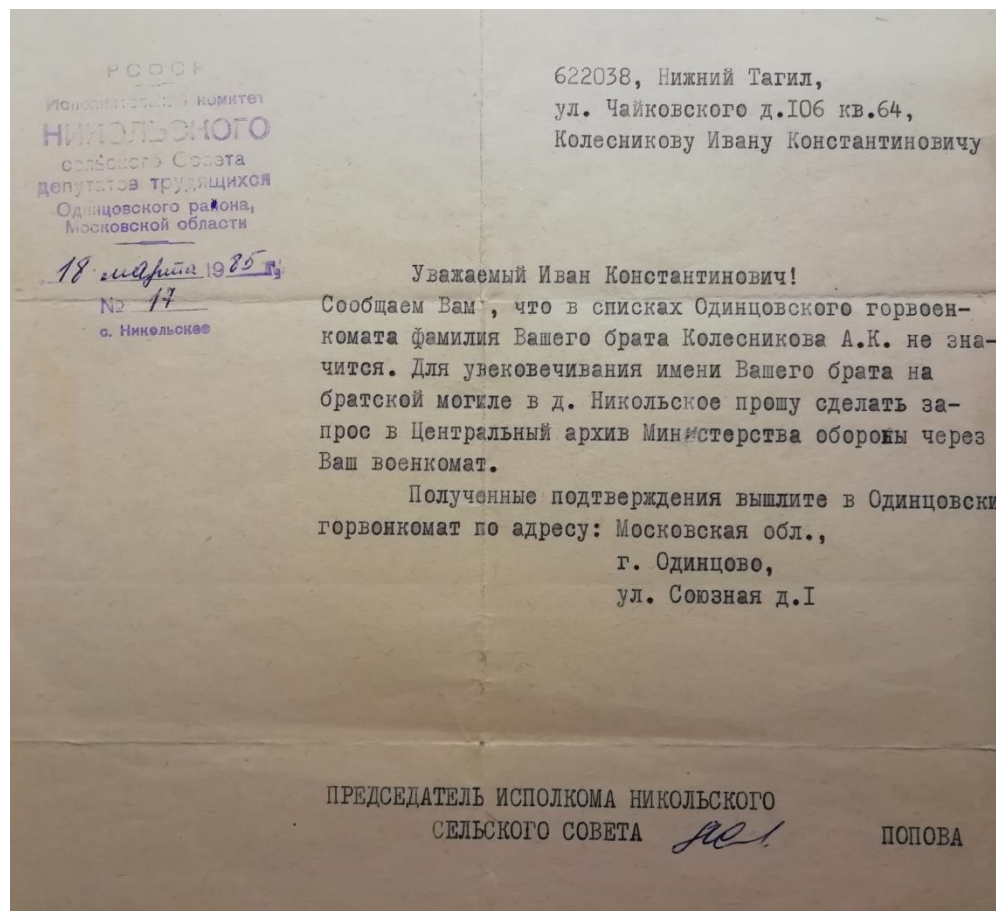 РСФСР
Исполнительный комитет
НИКОЛЬСКОГО
сельского Совета
депутатов трудящихся
Одинцовского района,
Московской области
18 марта 1985 г.
№ 17
с. Никольское
622038, Нижний Тагил,
ул. Чайковского д.I06 кв.64,
Колесникову Ивану Константиновичу
Уважаемый Иван Константинович!
Сообщаем Вам , что в списках Одинцовского горвоен-
комата фамилия Вашего брата Колесникова А.К. не зна-
чится. Для увековечивания имени Вашего брата на
братской могиле в д. Никольское прошу сделать за-
прос в Центральный архив Министерства обороны через
Ваш военкомат.
Полученные подтверждения вышлите в Одинцовски
горвонкомат по адресу: Московская обл.,
г. Одинцово,
ул. Союзная д.I
ПРЕДСЕДАТЕЛЬ ИСПОЛКОМА НИКОЛЬСКОГО
СЕЛЬСКОГО СОВЕТА ПОПОВА